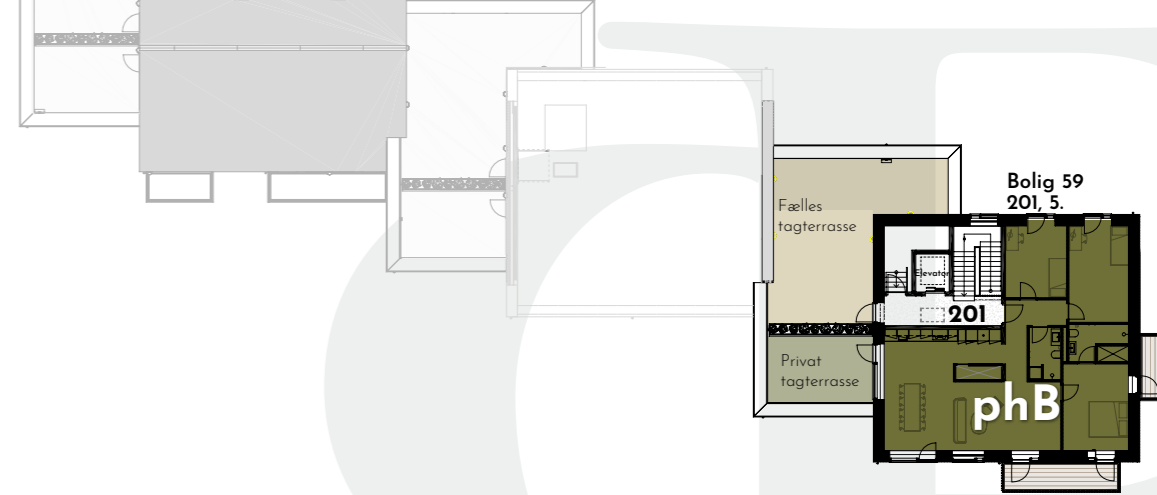 Bolig 59
201, 5.
Fælles
tagterrasse
Elevator
201
Privat
tagterrasse
phB